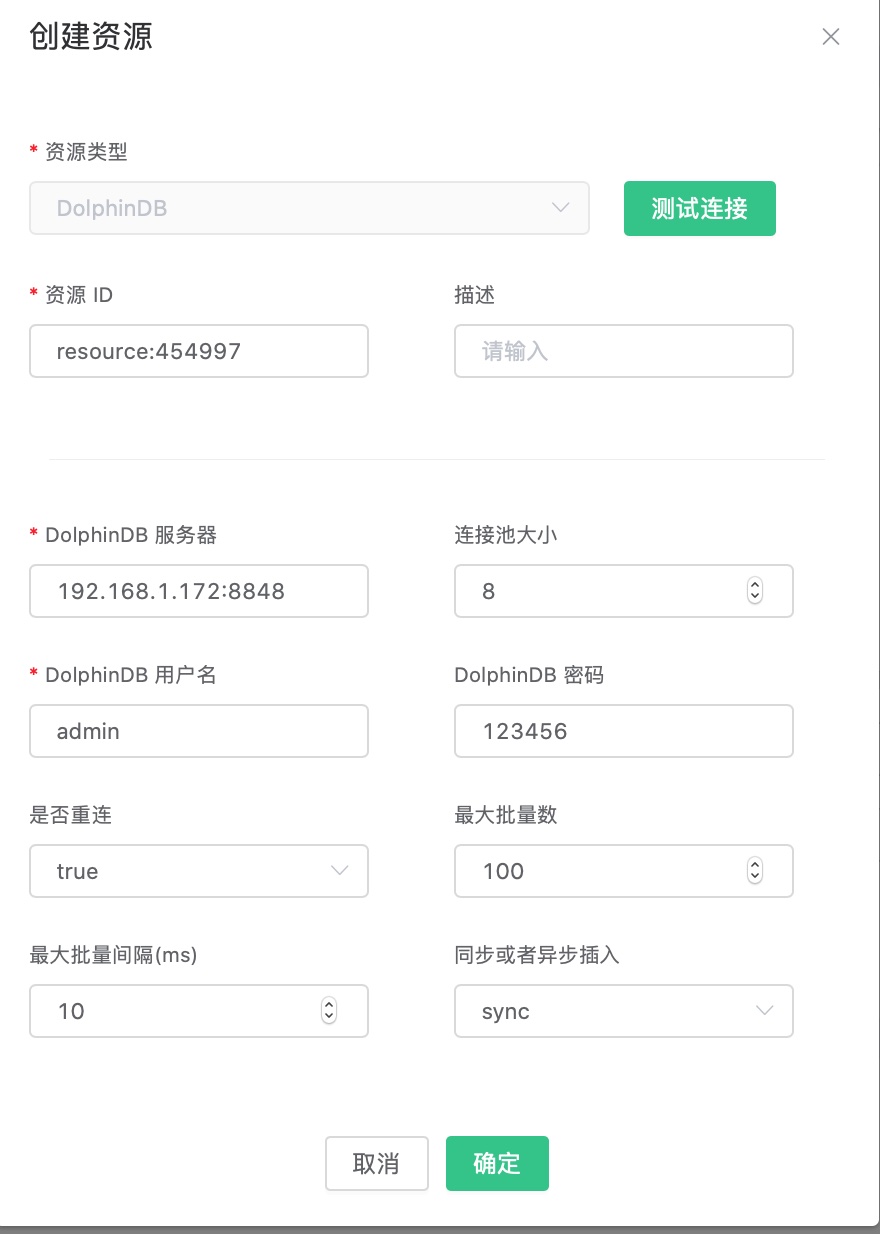 创建资源
* 资源类型
DolphinDB
测试连接
* 资源 ID
描述
resource:454997
请输入
* DolphinDB 服务器
连接池大小
192.168.1.172:8848
8
* DolphinDB 用户名
DolphinDB 密码
admin
123456
是否重连
最大批量数
true
100
最大批量间隔(ms)
同步或者异步插入
10
sync
取消
确定